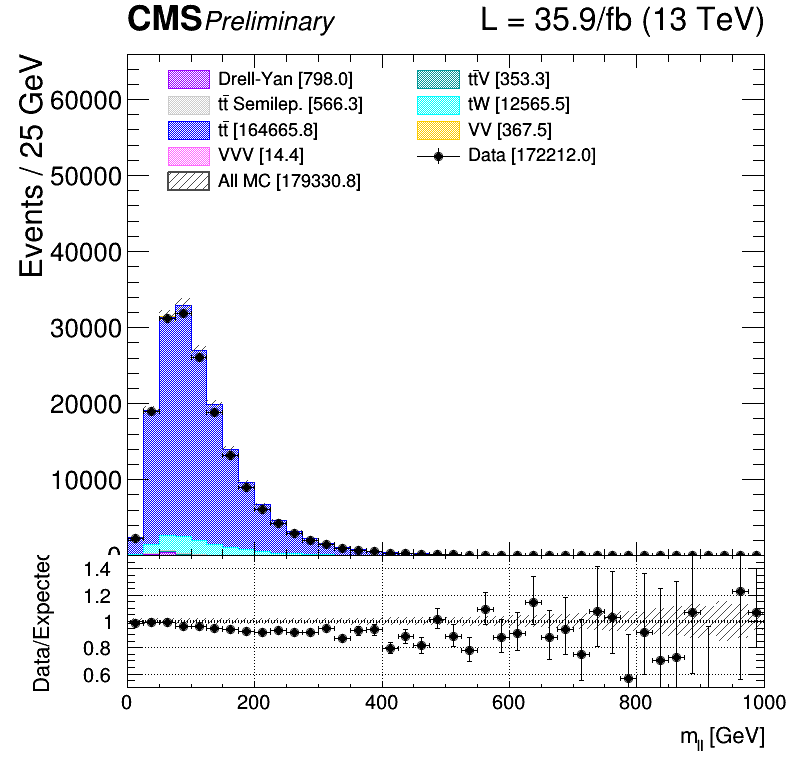 CMS Preliminary L = 35.9/fb (13 TeV)
Events / 25 GeV
60000
50000
40000
30000
20000
10000
0
Drell-Yan [798.0]
tt̄ Semilep. [566.3]
tt̄ [164665.8]
VVV [14.4]
All MC [179330.8]
tt̄V [353.3]
tW [12565.5]
VV [367.5]
Data [172212.0]
Data/Expected
1.4
1.2
1
0.8
0.6
0 200 400 600 800 1000
m_ll [GeV]